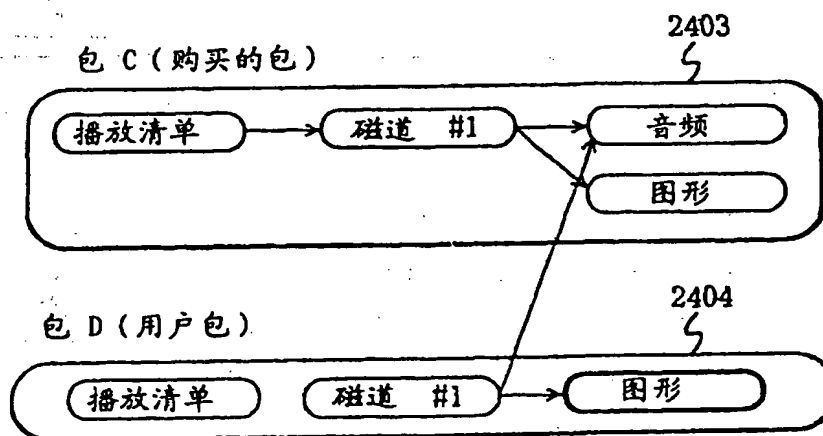 2403
包 C（购买的包）
播放清单 磁道 #1 音频
图形
2404
包 D（用户包）
播放清单 磁道 #1 图形